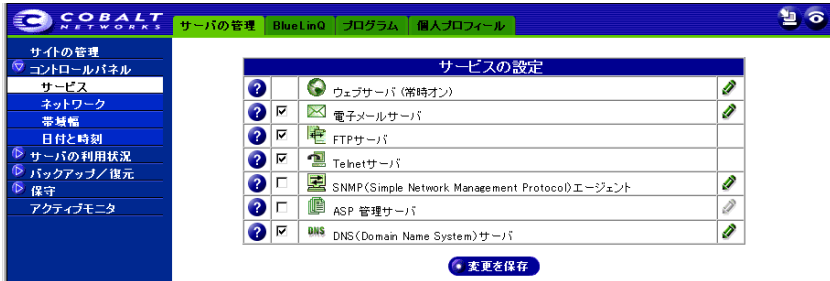 COBALT
NETWORKS
サーバの管理 BlueLinQ プログラム 個人プロフィール
サイトの管理
コントロールパネル
サービス
ネットワーク
帯域幅
日付と時刻
サーバの利用状況
バックアップ／復元
保守
アクティブモニタ
サービスの設定
ウェブサーバ (常時オン)
電子メールサーバ
FTPサーバ
Telnetサーバ
SNMP(Simple Network Management Protocol)エージェント
ASP 管理サーバ
DNS DNS(Domain Name System)サーバ
変更を保存